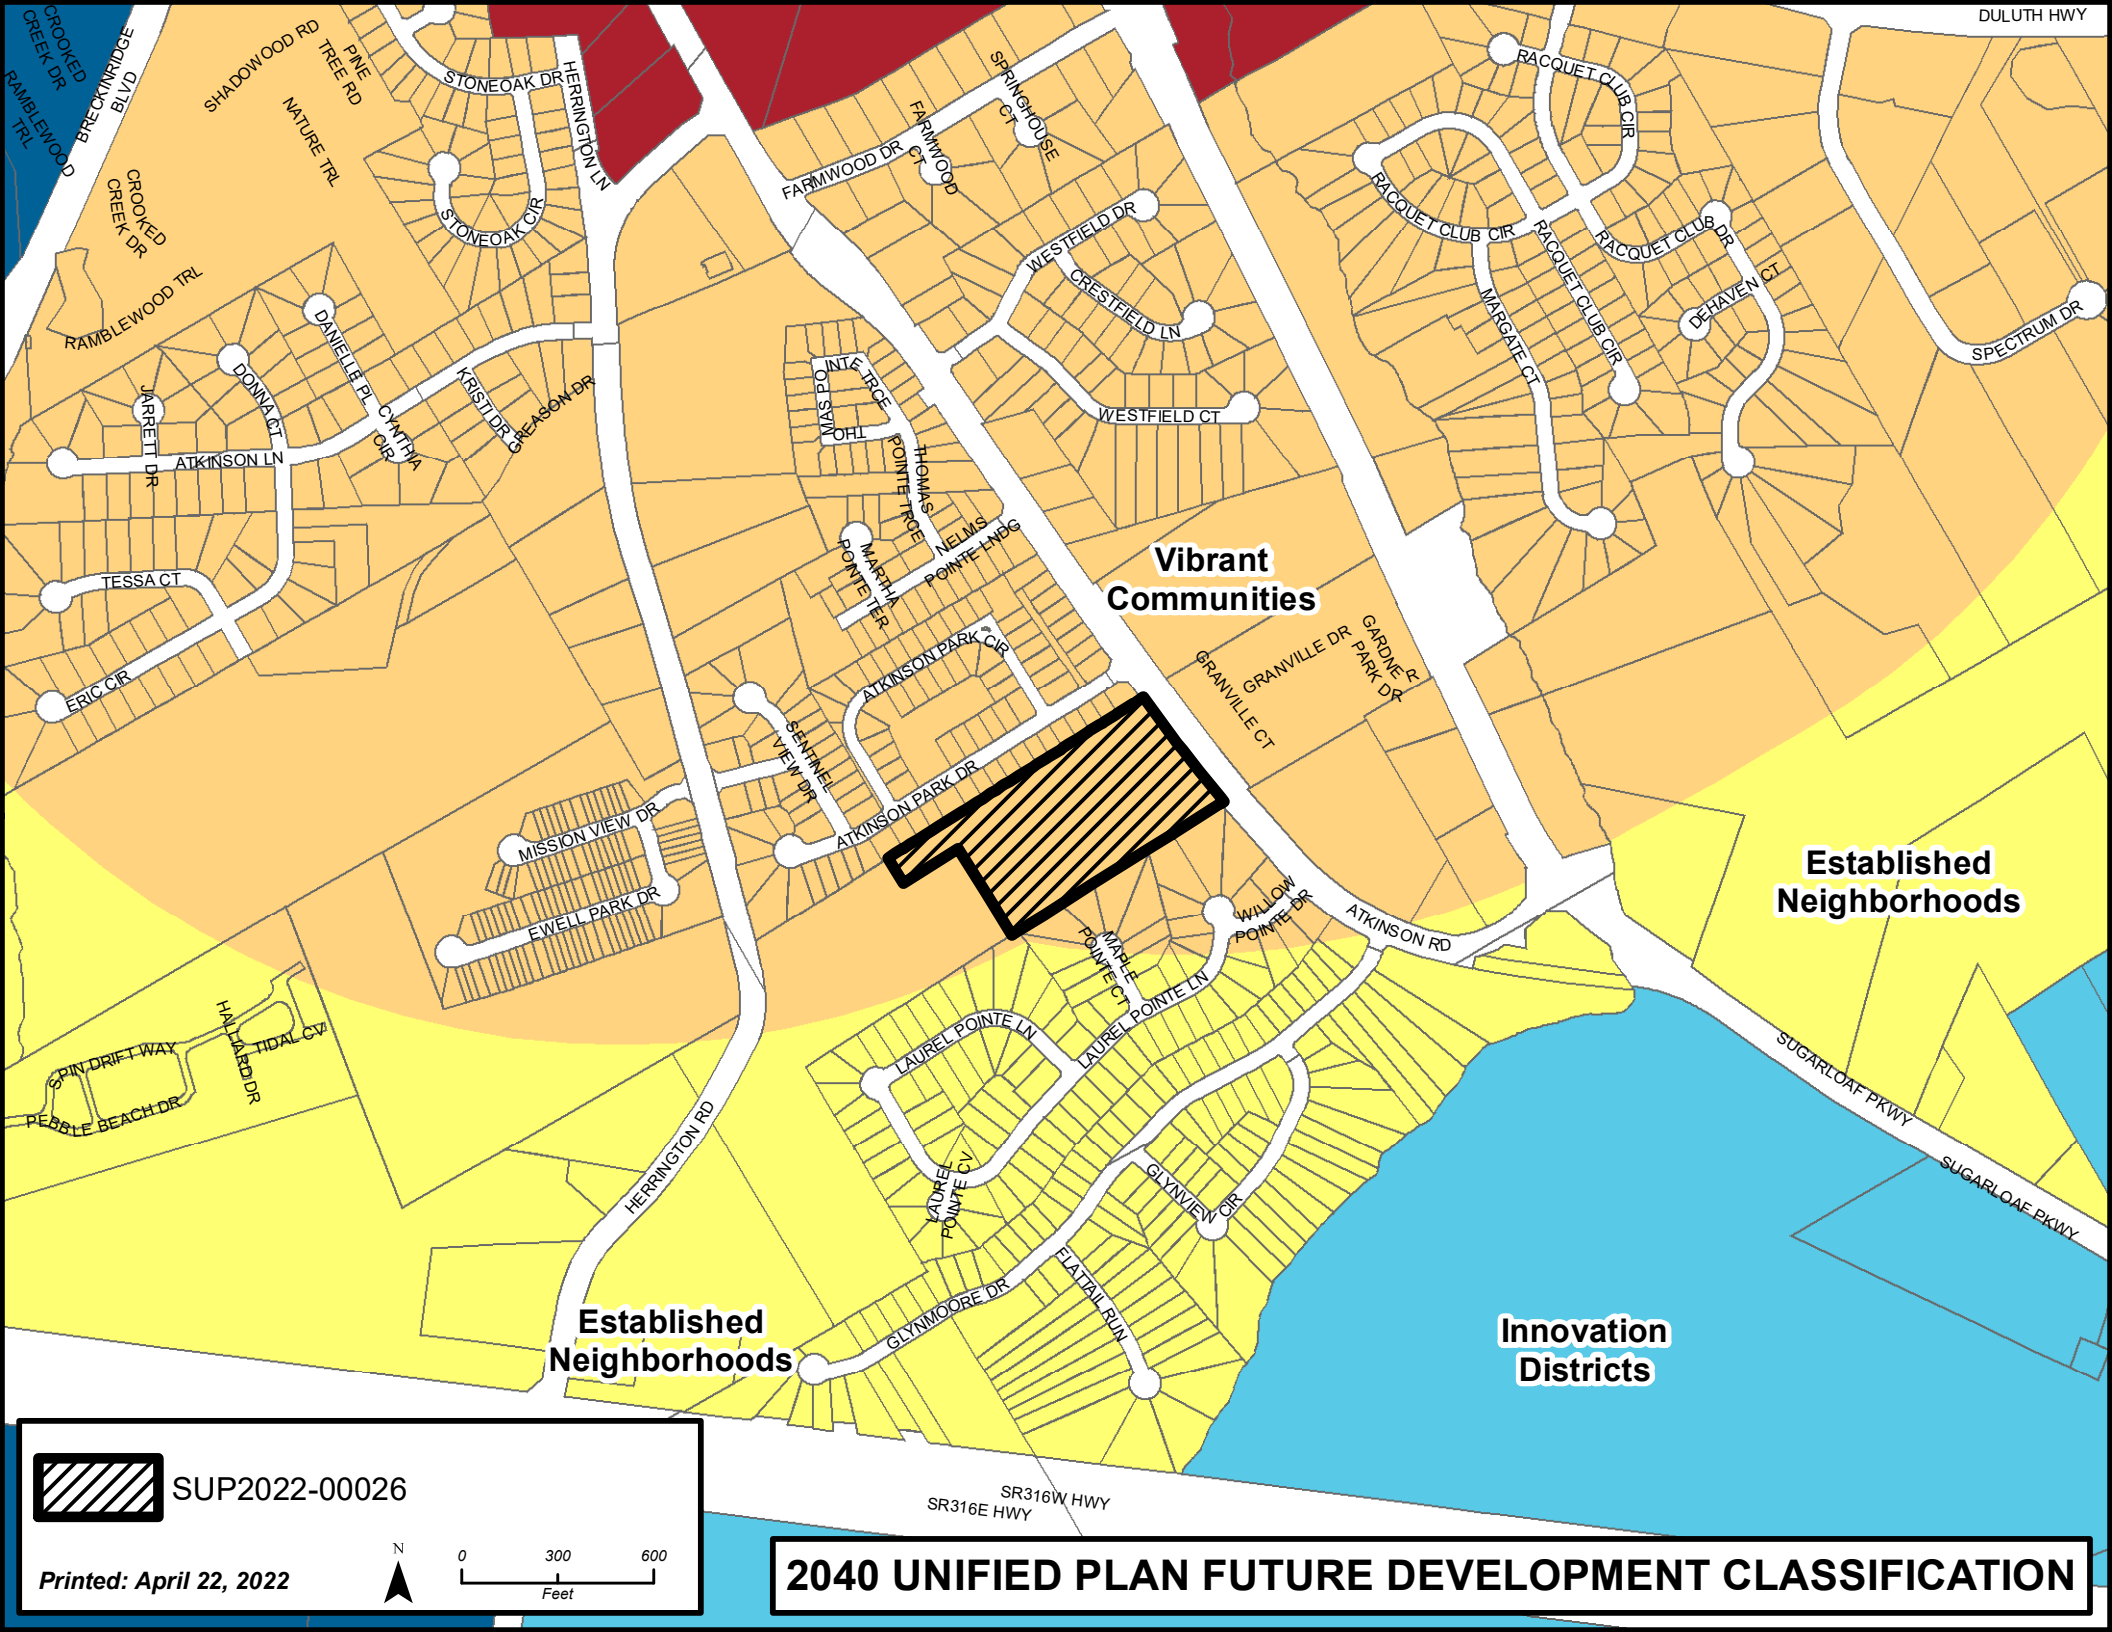 DULUTH HWY
CROOKED
CREEK DR
RAMBLEWOOD
TRL
BRECKINRIDGE
BLVD
SHADOWOOD RD
PINE
TREE RD
NATURE TRL
CROOKED
CREEK DR
RAMBLEWOOD TRL
STONEOAK DR
HERRINGTON LN
STONEOAK CIR
SPRINGHOUSE
CT
FARMWOOD
CT
FARMWOOD DR
WESTFIELD DR
CRESTFIELD LN
WESTFIELD CT
RACQUET CLUB CIR
RACQUET CLUB CIR
RACQUET CLUB DR
RACQUET CLUB CIR
DEHAVEN CT
MARGATE CT
SPECTRUM DR
DANIELLE PL
DONNA CT
JARRETT DR
CYNTHIA
CIR
KRISTI DR
GREASON DR
ATKINSON LN
TESSA CT
ERIC CIR
THOMAS POINTE TRCE
THOMAS
POINTE TRCE
NELMS
POINTE LNDG
MARTHA
POINTE TER
Vibrant
Communities
ATKINSON PARK CIR
GRANVILLE DR
GARDNER
PARK DR
GRANVILLE CT
SENTINEL
VIEW DR
ATKINSON PARK DR
MISSION VIEW DR
EWELL PARK DR
Established
Neighborhoods
WILLOW
POINTE DR
ATKINSON RD
MAPLE
POINTE CT
LAUREL POINTE LN
LAUREL POINTE LN
HALLIARD DR
TIDAL CV
SPIN DRIFT WAY
PEBBLE BEACH DR
HERRINGTON RD
SUGARLOAF PKWY
SUGARLOAF PKWY
LAUREL
POINTE CV
GLYNVIEW CIR
FLATTAIL RUN
GLYNMOORE DR
Established
Neighborhoods
Innovation
Districts
SR316W HWY
SR316E HWY
SUP2022-00026
Printed: April 22, 2022
N
0 300 600
Feet
2040 UNIFIED PLAN FUTURE DEVELOPMENT CLASSIFICATION